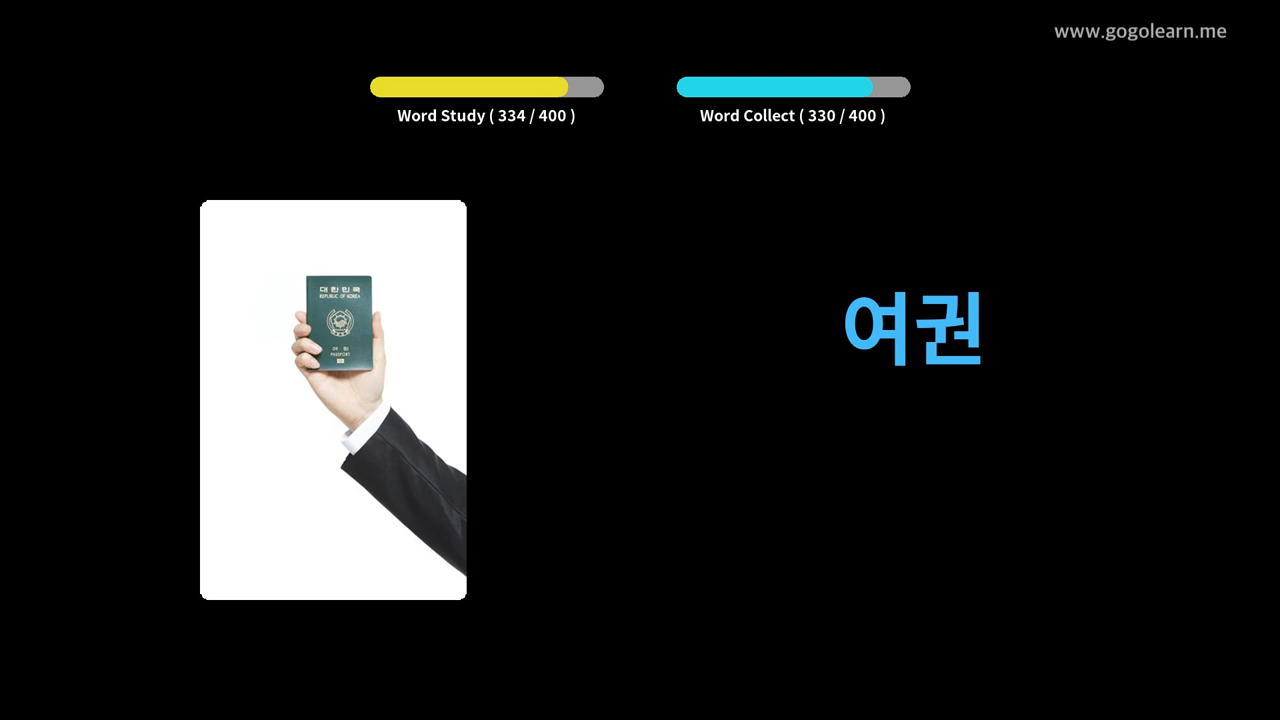 www.gogolearn.me
Word Study ( 334 / 400 )
Word Collect ( 330 / 400 )
대한민국
REPUBLIC OF KOREA
여권
PASSPORT
여권